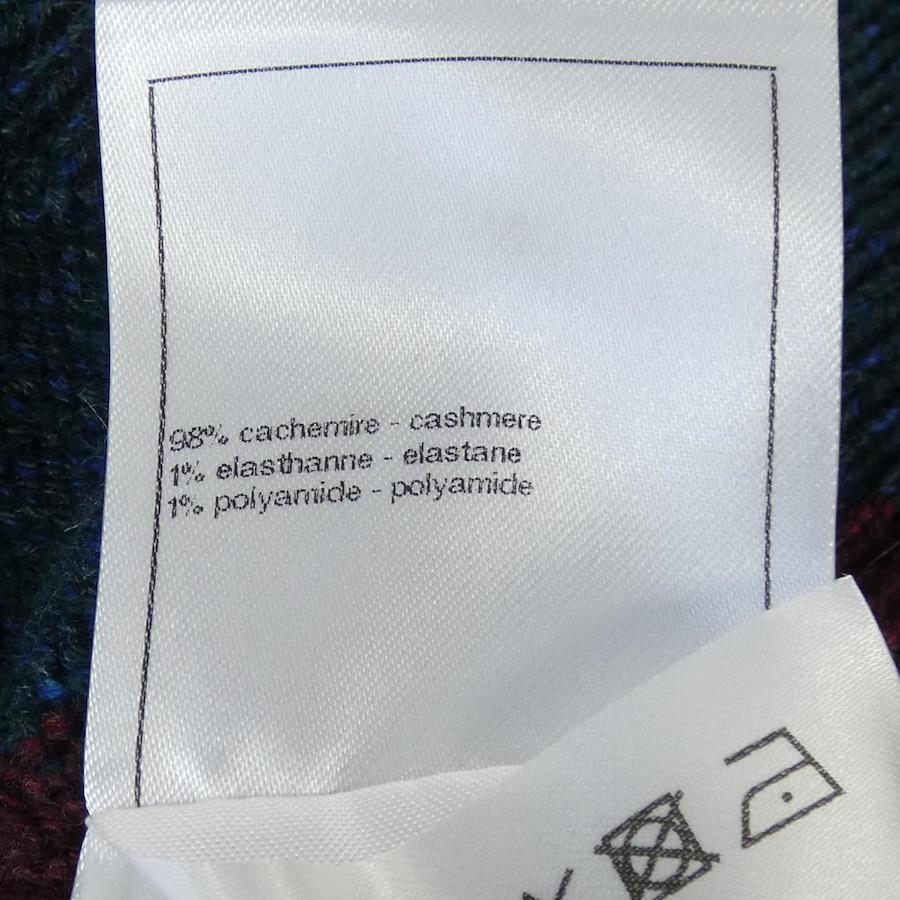 98% cachemire - cashmere
1% elasthanne - elastane
1% polyamide - polyamide